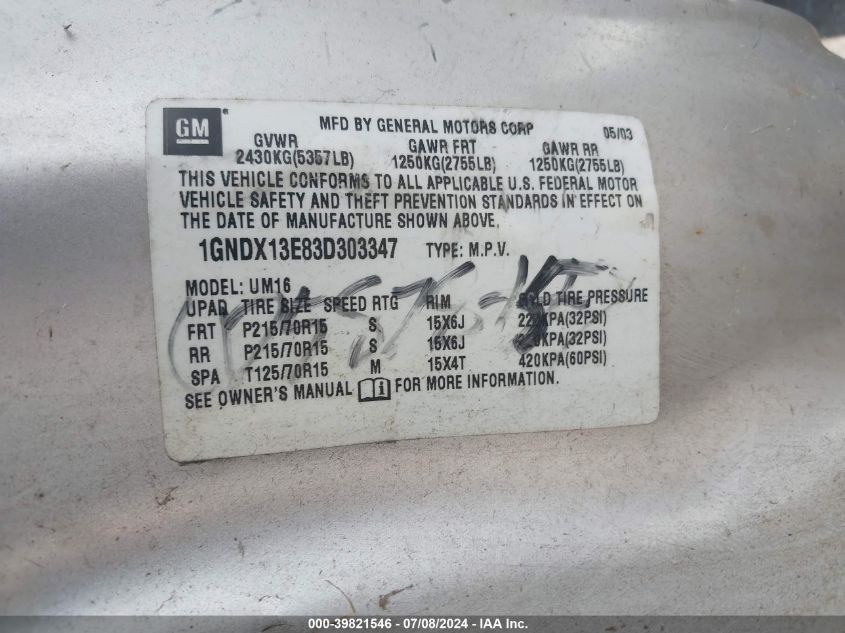 GM MFD BY GENERAL MOTORS CORP 05/03
GVWR GAWR FRT GAWR RR
2430KG(5357LB) 1250KG(2755LB) 1250KG(2755LB)
THIS VEHICLE CONFORMS TO ALL APPLICABLE U.S. FEDERAL MOTOR
VEHICLE SAFETY AND THEFT PREVENTION STANDARDS IN EFFECT ON
THE DATE OF MANUFACTURE SHOWN ABOVE.
1GNDX13E83D303347 TYPE: M.P.V.
MODEL: UM16
UPAD TIRE SIZE SPEED RTG RIM TIRE PRESSURE
FRT P215/70R15 S 15X6J
RR P215/70R15 S 15X6J
SPA T125/70R15 M 15X4T 420KPA(60PSI)
SEE OWNER'S MANUAL FOR MORE INFORMATION.
000-39821546 - 07/08/2024 - IAA Inc.